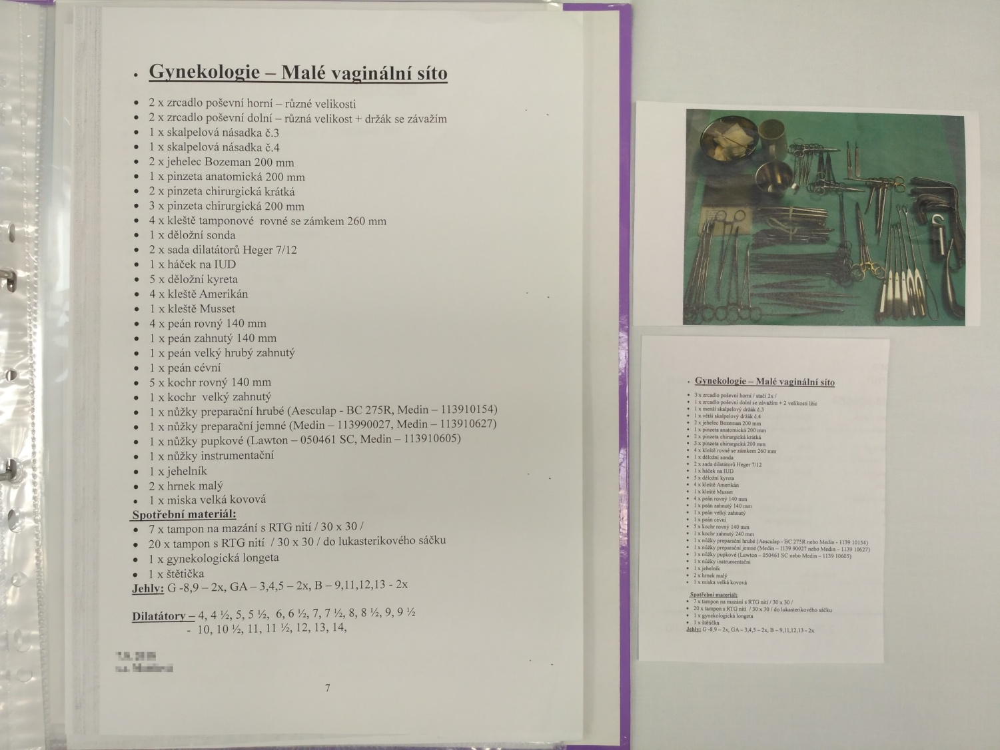 Gynekologie – Malé vaginální síto
2 x zrcadlo poševní horní – různé velikosti
2 x zrcadlo poševní dolní – různá velikost + držák se závažím
1 x skalpelová násadka č.3
1 x skalpelová násadka č.4
2 x jehelec Bozeman 200 mm
1 x pinzeta anatomická 200 mm
2 x pinzeta chirurgická krátká
3 x pinzeta chirurgická 200 mm
4 x kleště tamponové rovné se zámkem 260 mm
1 x děložní sonda
2 x sada dilatátorů Heger 7/12
1 x háček na IUD
5 x děložní kyreta
4 x kleště Amerikán
1 x kleště Musset
4 x peán rovný 140 mm
1 x peán zahnutý 140 mm
1 x peán velký hrubý zahnutý
1 x peán cévní
5 x kochr rovný 140 mm
1 x kochr velký zahnutý
1 x nůžky preparační hrubé (Aesculap - BC 275R, Medin – 113910154)
1 x nůžky preparační jemné (Medin – 113990027, Medin – 113910627)
1 x nůžky pupkové (Lawton – 050461 SC, Medin – 113910605)
1 x nůžky instrumentační
1 x jehelník
2 x hrnek malý
1 x miska velká kovová
Spotřební materiál:
7 x tampon na mazání s RTG nití / 30 x 30 /
20 x tampon s RTG nití / 30 x 30 / do lukasterikového sáčku
1 x gynekologická longeta
1 x štětička
Jehly: G -8,9 – 2x, GA – 3,4,5 – 2x, B – 9,11,12,13 - 2x
Dilatátory – 4, 4 ½, 5, 5 ½, 6, 6 ½, 7, 7 ½, 8, 8 ½, 9, 9 ½
- 10, 10 ½, 11, 11 ½, 12, 13, 14,
7
Gynekologie – Malé vaginální síto
3 x zrcadlo poševní horní / stačí 2x /
1 x zrcadlo poševní dolní se závažím + 2 velikosti lžíc
1 x menší skalpelový držák č.3
1 x větší skalpelový držák č.4
2 x jehelec Bozeman 200 mm
1 x pinzeta anatomická 200 mm
2 x pinzeta chirurgická krátká
3 x pinzeta chirurgická 200 mm
4 x kleště rovné se zámkem 260 mm
1 x děložní sonda
2 x sada dilatátorů Heger 7/12
1 x háček na IUD
5 x děložní kyreta
4 x kleště Amerikán
1 x kleště Musset
4 x peán rovný 140 mm
1 x peán zahnutý 140 mm
1 x peán velký zahnutý
1 x peán cévní
5 x kochr rovný 140 mm
1 x kochr zahnutý 240 mm
1 x nůžky preparační hrubé (Aesculap - BC 275R nebo Medin - 1139 10154)
1 x nůžky preparační jemné (Medin – 1139 90027 nebo Medin – 1139 10627)
1 x nůžky pupkové (Lawton – 050461 SC nebo Medin – 1139 10605)
1 x nůžky instrumentační
1 x jehelník
2 x hrnek malý
1 x miska velká kovová
Spotřební materiál:
7 x tampon na mazání s RTG nití / 30 x 30 /
20 x tampon s RTG nití / 30 x 30 / do lukasterikového sáčku
1 x gynekologická longeta
1 x štětička
Jehly: G -8,9 – 2x, GA – 3,4,5 – 2x, B – 9,11,12,13 - 2x